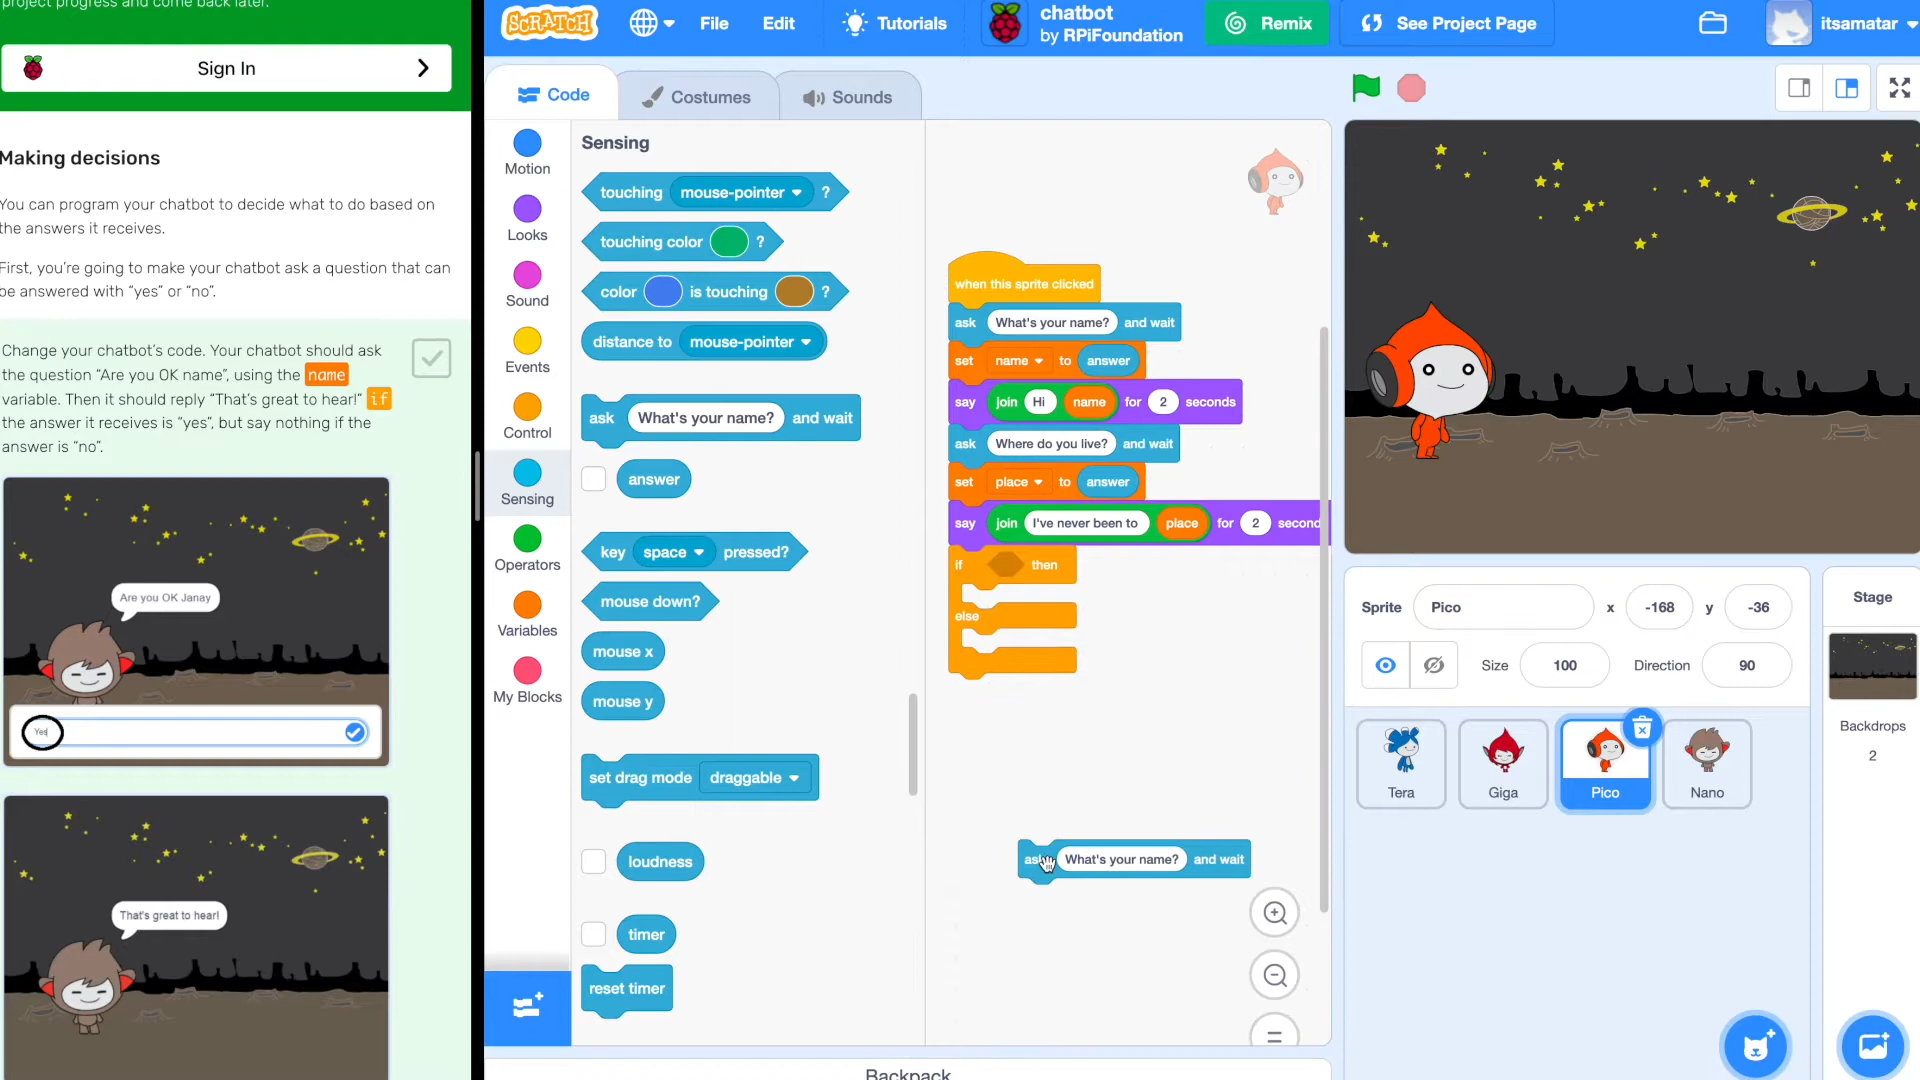 project progress and come back later.
Sign In
Making decisions
You can program your chatbot to decide what to do based on
the answers it receives.
First, you're going to make your chatbot ask a question that can
be answered with "yes" or "no".
Change your chatbot's code. Your chatbot should ask
the question "Are you OK name", using the name
variable. Then it should reply "That's great to hear!" if
the answer it receives is "yes", but say nothing if the
answer is "no".
Are you OK Janay
Yes
That's great to hear!
SCRATCH
File
Edit
Tutorials
chatbot
by RPiFoundation
Remix
See Project Page
itsamatar
Code
Costumes
Sounds
Motion
Looks
Sound
Events
Control
Sensing
Operators
Variables
My Blocks
Sensing
touching mouse-pointer ?
touching color ?
color is touching ?
distance to mouse-pointer
ask What's your name? and wait
answer
key space pressed?
mouse down?
mouse x
mouse y
set drag mode draggable
loudness
timer
reset timer
when this sprite clicked
ask What's your name? and wait
set name to answer
say join Hi name for 2 seconds
ask Where do you live? and wait
set place to answer
say join I've never been to place for 2 second
if then
else
ask What's your name? and wait
Backpack
Sprite Pico x -168 y -36
Size 100 Direction 90
Tera
Giga
Pico
Nano
Stage
Backdrops
2